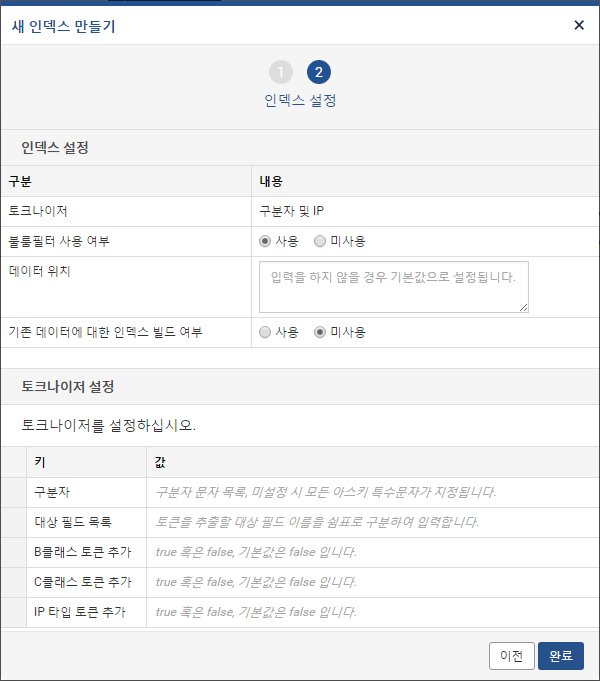 새 인덱스 만들기 ×
1 2
인덱스 설정
인덱스 설정
구분 내용
토크나이저 구분자 및 IP
불룸필터 사용 여부 사용 미사용
데이터 위치 입력을 하지 않을 경우 기본값으로 설정됩니다.
기존 데이터에 대한 인덱스 빌드 여부 사용 미사용
토크나이저 설정
토크나이저를 설정하십시오.
키 값
구분자 구분자 문자 목록, 미설정 시 모든 아스키 특수문자가 지정됩니다.
대상 필드 목록 토큰을 추출할 대상 필드 이름을 쉼표로 구분하여 입력합니다.
B클래스 토큰 추가 true 혹은 false, 기본값은 false 입니다.
C클래스 토큰 추가 true 혹은 false, 기본값은 false 입니다.
IP 타입 토큰 추가 true 혹은 false, 기본값은 false 입니다.
이전 완료